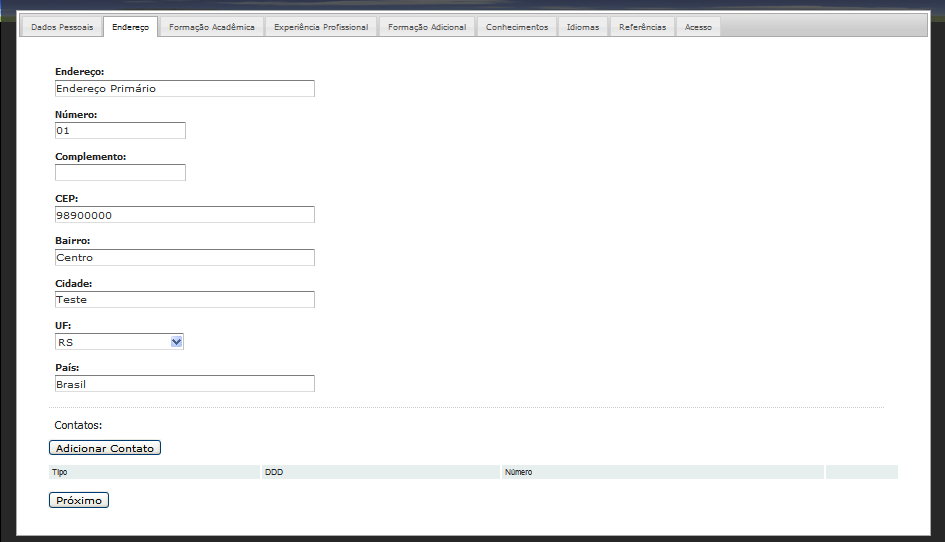 Dados Pessoais Endereço Formação Acadêmica Experiência Profissional Formação Adicional Conhecimentos Idiomas Referências Acesso
Endereço:
Endereço Primário
Número:
01
Complemento:
CEP:
98900000
Bairro:
Centro
Cidade:
Teste
UF:
RS
País:
Brasil
Contatos:
Adicionar Contato
Tipo DDD Número
Próximo